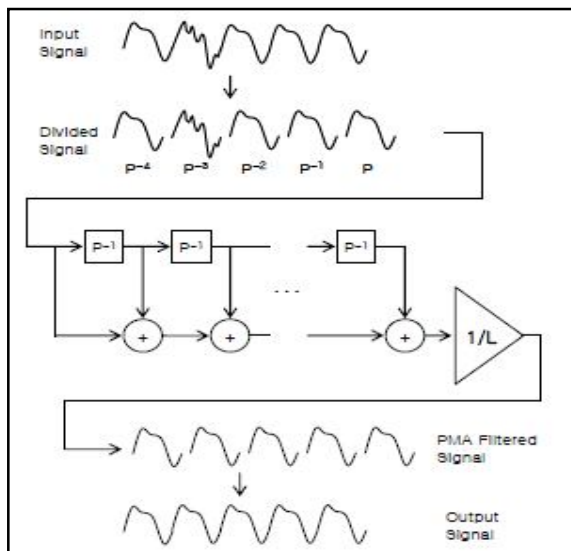 Input
Signal
Divided
Signal
P⁻⁴ P⁻³ P⁻² P⁻¹ P
P⁻¹ P⁻¹ P⁻¹
...
+ + +
1/L
PMA Filtered
Signal
Output
Signal